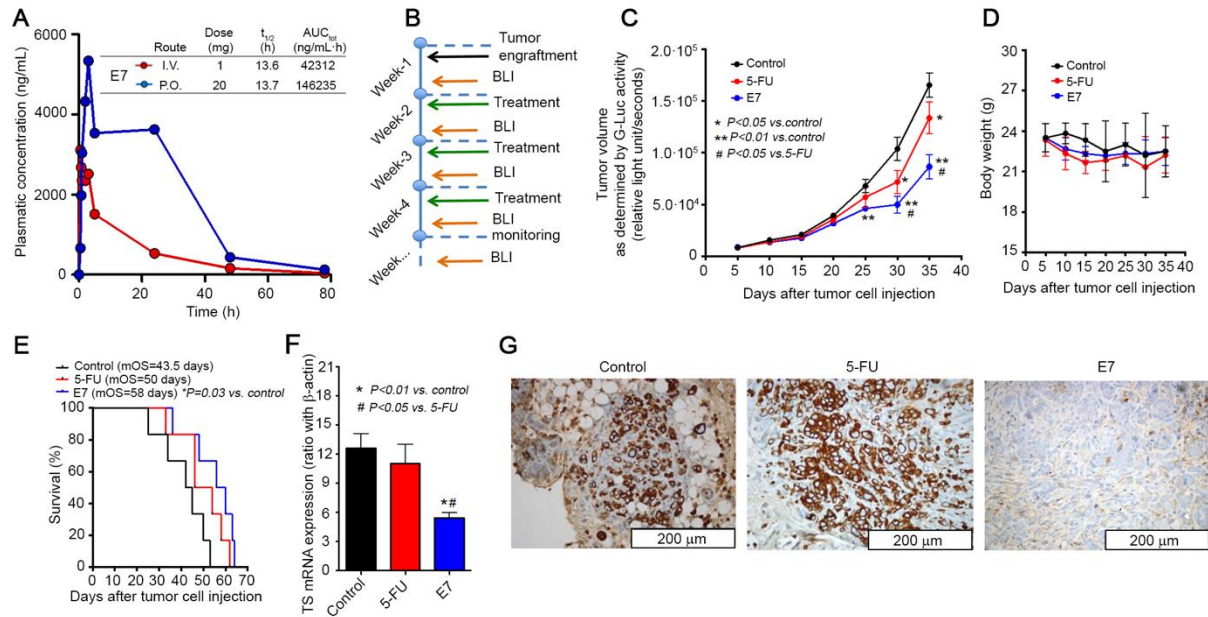 A
Plasmatic concentration (ng/mL)
6000
4000
2000
0
0 20 40 60 80
Time (h)
Route Dose (mg) t1/2 (h) AUCtot (ng/mL·h)
E7
I.V. 1 13.6 42312
P.O. 20 13.7 146235
B
Tumor
engraftment
Week-1
BLI
Treatment
Week-2
BLI
Treatment
Week-3
BLI
Treatment
Week-4
BLI
monitoring
Week...
BLI
C
Tumor volume
as determined by G-Luc activity
(relative light unit/seconds)
2.0·10⁵
1.5·10⁵
1.0·10⁵
5.0·10⁴
0
Control
5-FU
E7
* P<0.05 vs.control
** P<0.01 vs.control
# P<0.05 vs.5-FU
**
*
**
#
*
**
#
0 5 10 15 20 25 30 35 40
Days after tumor cell injection
D
Body weight (g)
30
27
24
21
18
15
Control
5-FU
E7
0 5 10 15 20 25 30 35 40
Days after tumor cell injection
E
Control (mOS=43.5 days)
5-FU (mOS=50 days)
E7 (mOS=58 days) *P=0.03 vs. control
Survival (%)
100
80
60
40
20
0
0 10 20 30 40 50 60 70
Days after tumor cell injection
F
TS mRNA expression (ratio with β-actin)
18
15
12
9
6
3
0
* P<0.01 vs. control
# P<0.05 vs. 5-FU
*#
Control
5-FU
E7
G
Control
5-FU
E7
200 µm
200 µm
200 µm